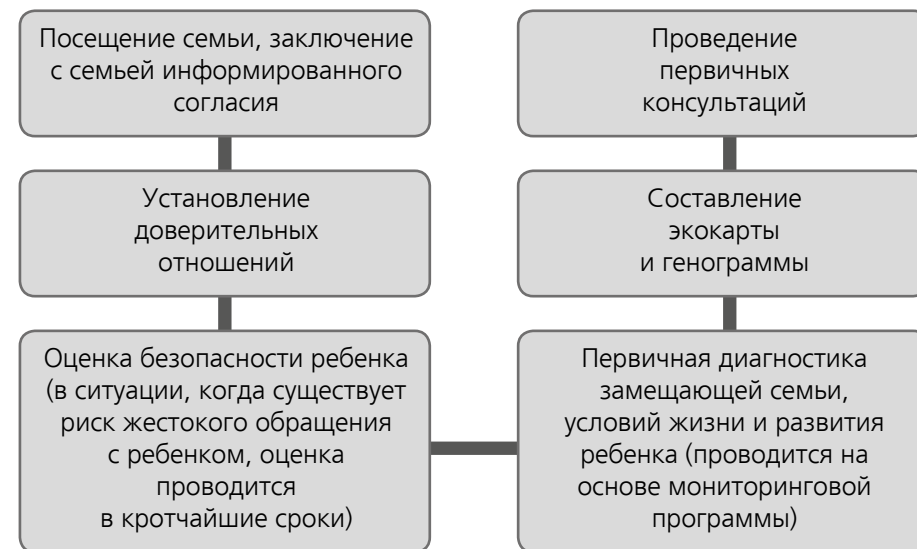 Посещение семьи, заключение
с семьей информированного
согласия
Установление
доверительных
отношений
Оценка безопасности ребенка
(в ситуации, когда существует
риск жестокого обращения
с ребенком, оценка
проводится
в кротчайшие сроки)
Первичная диагностика
замещающей семьи,
условий жизни и развития
ребенка (проводится на
основе мониторинговой
программы)
Составление
экокарты
и генограммы
Проведение
первичных
консультаций